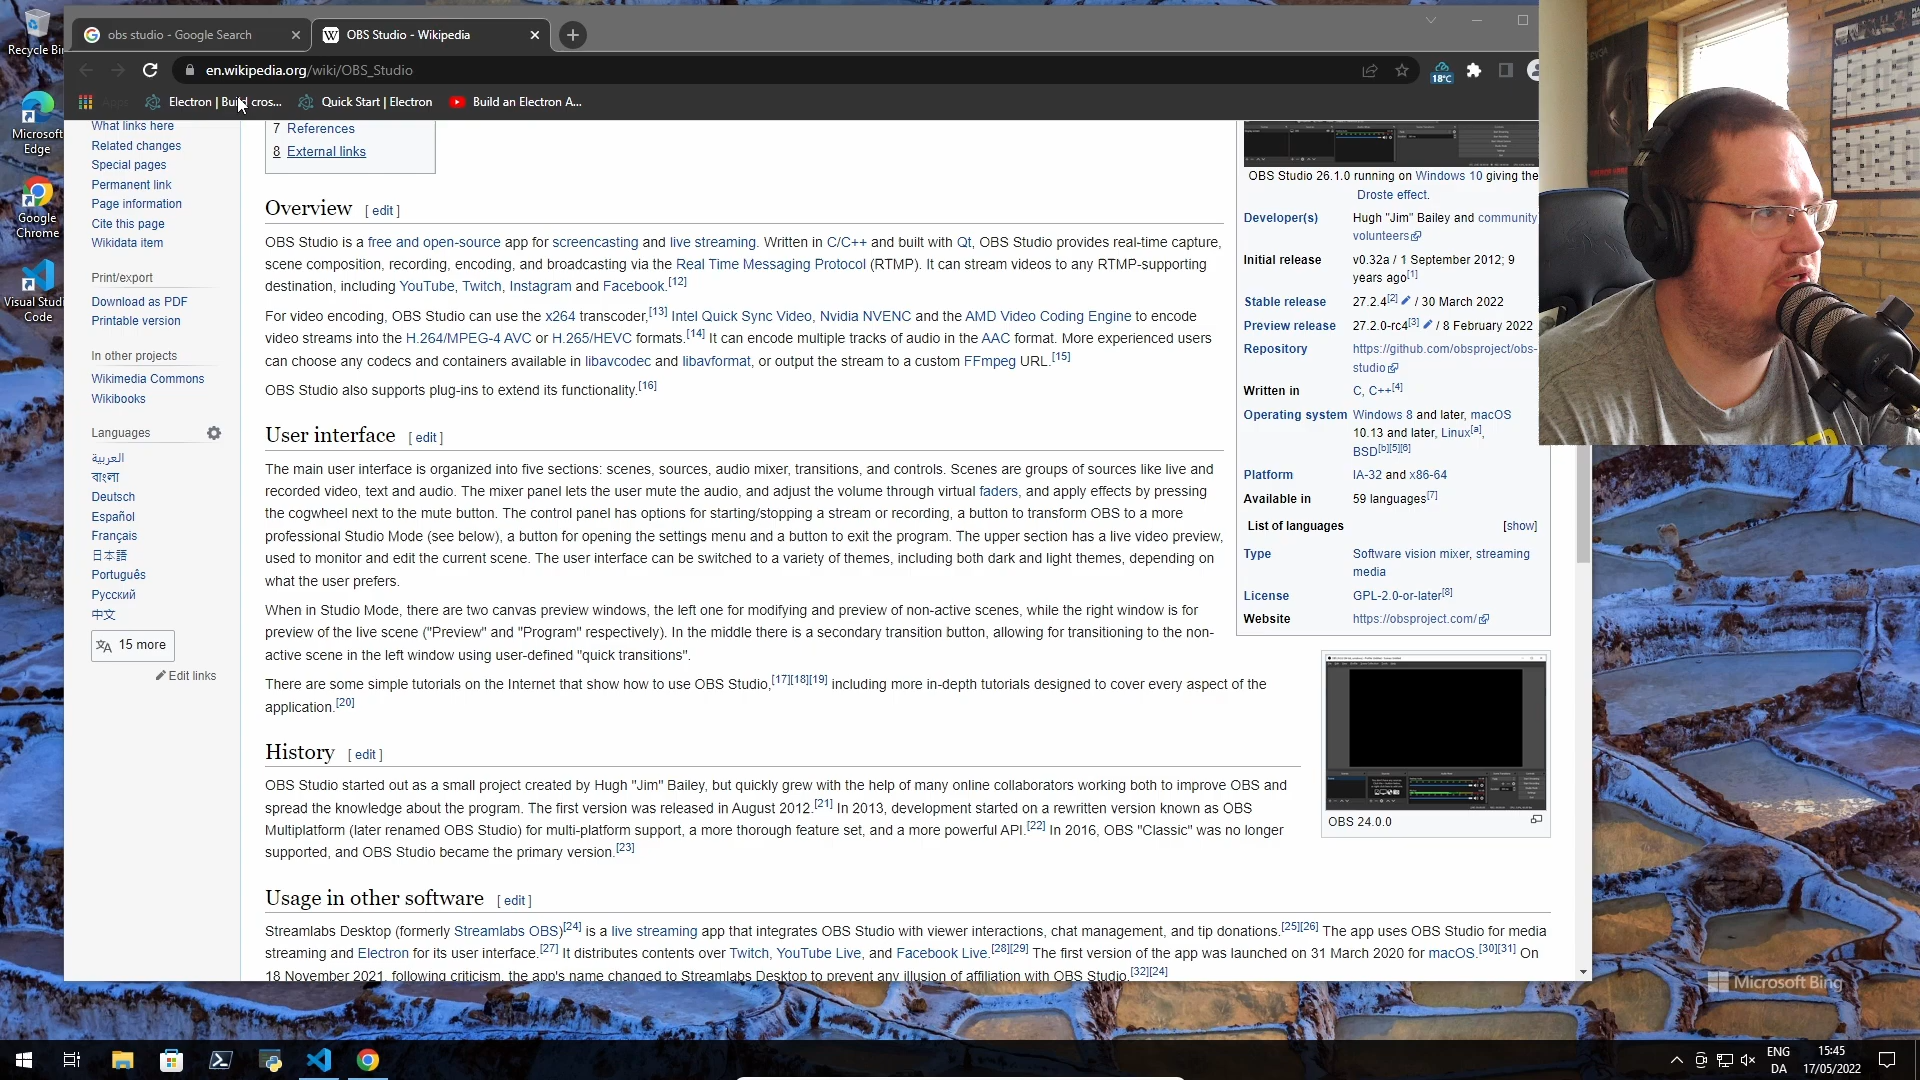 Recycle Bin
Microsoft Edge
Google Chrome
Visual Studi
Code
obs studio - Google Search
OBS Studio - Wikipedia
en.wikipedia.org/wiki/OBS_Studio
18°C
Apps
Electron | Build cros...
Quick Start | Electron
Build an Electron A...
What links here
Related changes
Special pages
Permanent link
Page information
Cite this page
Wikidata item
Print/export
Download as PDF
Printable version
In other projects
Wikimedia Commons
Wikibooks
Languages
العربية
বাংলা
Deutsch
Español
Français
日本語
Português
Русский
中文
15 more
Edit links
7 References
8 External links
Overview [ edit ]
OBS Studio is a free and open-source app for screencasting and live streaming. Written in C/C++ and built with Qt, OBS Studio provides real-time capture,
scene composition, recording, encoding, and broadcasting via the Real Time Messaging Protocol (RTMP). It can stream videos to any RTMP-supporting
destination, including YouTube, Twitch, Instagram and Facebook.[12]
For video encoding, OBS Studio can use the x264 transcoder,[13] Intel Quick Sync Video, Nvidia NVENC and the AMD Video Coding Engine to encode
video streams into the H.264/MPEG-4 AVC or H.265/HEVC formats.[14] It can encode multiple tracks of audio in the AAC format. More experienced users
can choose any codecs and containers available in libavcodec and libavformat, or output the stream to a custom FFmpeg URL.[15]
OBS Studio also supports plug-ins to extend its functionality.[16]
User interface [ edit ]
The main user interface is organized into five sections: scenes, sources, audio mixer, transitions, and controls. Scenes are groups of sources like live and
recorded video, text and audio. The mixer panel lets the user mute the audio, and adjust the volume through virtual faders, and apply effects by pressing
the cogwheel next to the mute button. The control panel has options for starting/stopping a stream or recording, a button to transform OBS to a more
professional Studio Mode (see below), a button for opening the settings menu and a button to exit the program. The upper section has a live video preview,
used to monitor and edit the current scene. The user interface can be switched to a variety of themes, including both dark and light themes, depending on
what the user prefers.
When in Studio Mode, there are two canvas preview windows, the left one for modifying and preview of non-active scenes, while the right window is for
preview of the live scene ("Preview" and "Program" respectively). In the middle there is a secondary transition button, allowing for transitioning to the non-
active scene in the left window using user-defined "quick transitions".
There are some simple tutorials on the Internet that show how to use OBS Studio,[17][18][19] including more in-depth tutorials designed to cover every aspect of the
application.[20]
History [ edit ]
OBS Studio started out as a small project created by Hugh "Jim" Bailey, but quickly grew with the help of many online collaborators working both to improve OBS and
spread the knowledge about the program. The first version was released in August 2012.[21] In 2013, development started on a rewritten version known as OBS
Multiplatform (later renamed OBS Studio) for multi-platform support, a more thorough feature set, and a more powerful API.[22] In 2016, OBS "Classic" was no longer
supported, and OBS Studio became the primary version.[23]
Usage in other software [ edit ]
Streamlabs Desktop (formerly Streamlabs OBS)[24] is a live streaming app that integrates OBS Studio with viewer interactions, chat management, and tip donations.[25][26] The app uses OBS Studio for media
streaming and Electron for its user interface.[27] It distributes contents over Twitch, YouTube Live, and Facebook Live.[28][29] The first version of the app was launched on 31 March 2020 for macOS.[30][31] On
18 November 2021, following criticism, the app's name changed to Streamlabs Desktop to prevent any illusion of affiliation with OBS Studio.[32][24]
OBS Studio 26.1.0 running on Windows 10 giving the
Droste effect.
Developer(s) Hugh "Jim" Bailey and community
volunteers
Initial release v0.32a / 1 September 2012; 9
years ago[1]
Stable release 27.2.4[2] / 30 March 2022
Preview release 27.2.0-rc4[3] / 8 February 2022
Repository https://github.com/obsproject/obs-
studio
Written in C, C++[4]
Operating system Windows 8 and later, macOS
10.13 and later, Linux[a],
BSD[b][5][6]
Platform IA-32 and x86-64
Available in 59 languages[7]
List of languages [show]
Type Software vision mixer, streaming
media
License GPL-2.0-or-later[8]
Website https://obsproject.com/
OBS 24.0.0
Microsoft Bing
ENG
DA
15:45
17/05/2022